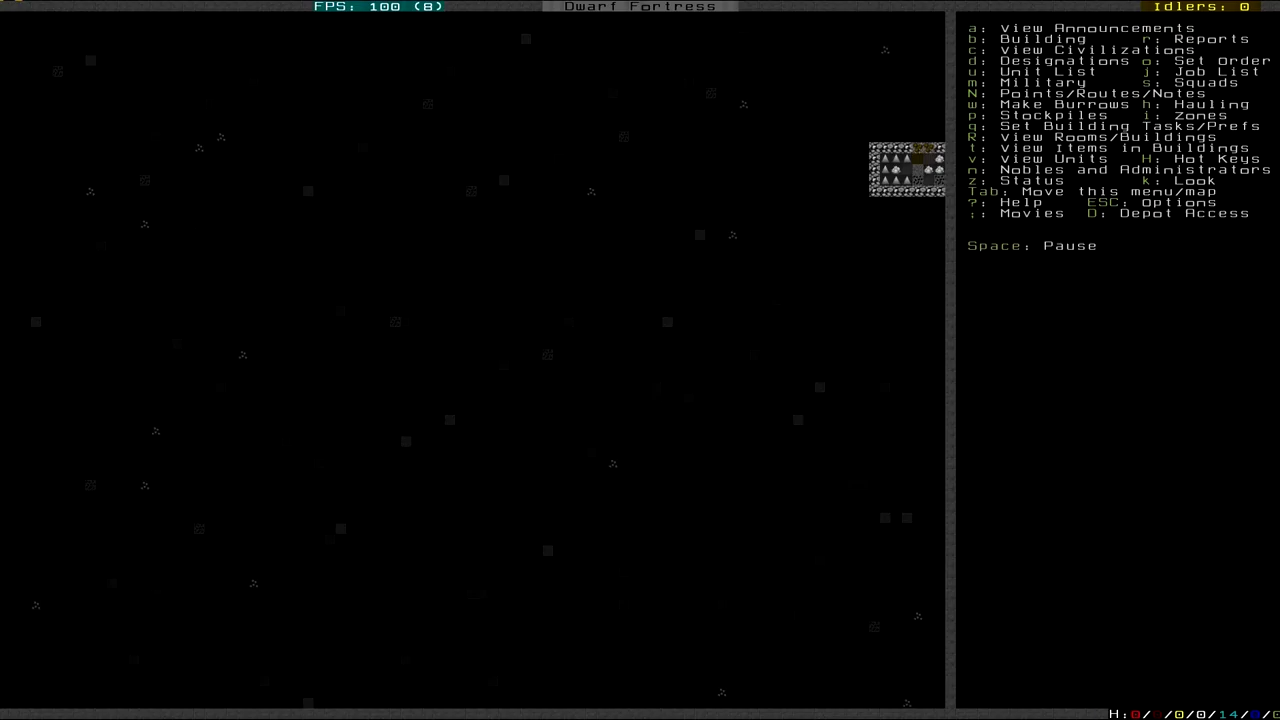 FPS: 100 (8) Dwarf Fortress Idlers: 0
a: View Announcements
b: Building r: Reports
c: View Civilizations
d: Designations o: Set Order
u: Unit List j: Job List
m: Military s: Squads
N: Points/Routes/Notes
w: Make Burrows h: Hauling
p: Stockpiles i: Zones
q: Set Building Tasks/Prefs
R: View Rooms/Buildings
t: View Items in Buildings
v: View Units H: Hot Keys
n: Nobles and Administrators
z: Status k: Look
Tab: Move this menu/map
?: Help ESC: Options
;: Movies D: Depot Access
Space: Pause